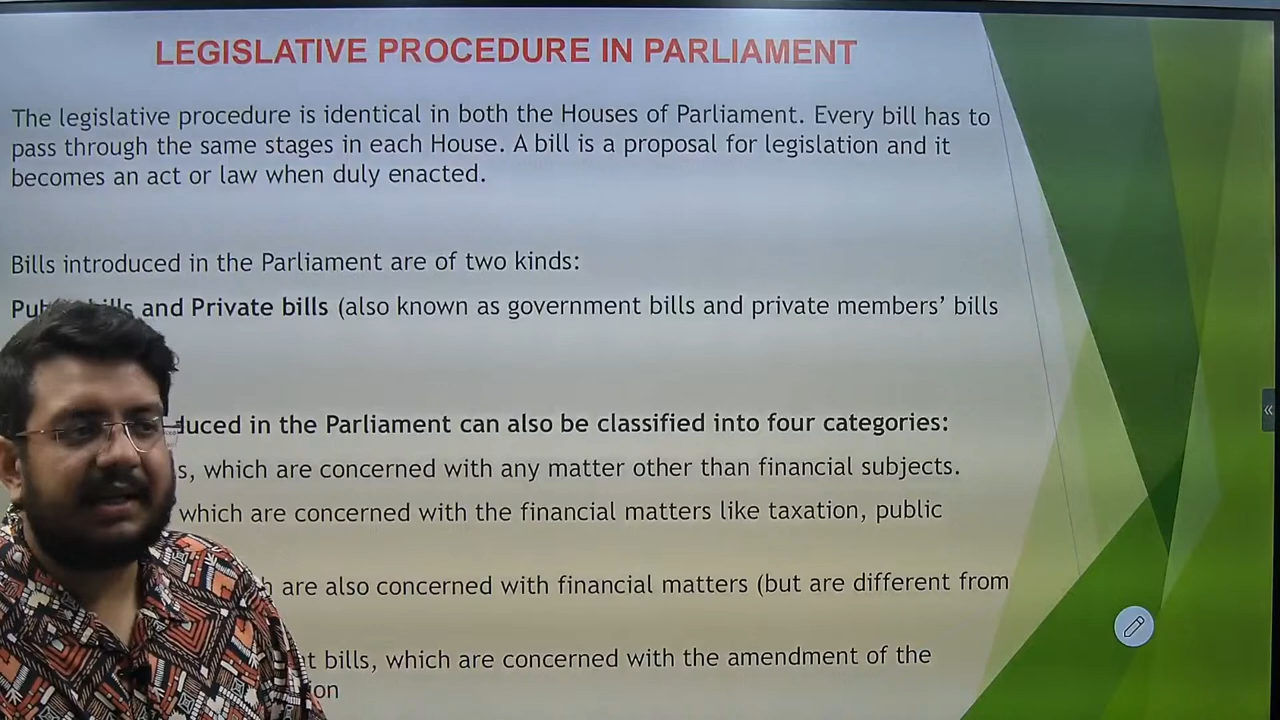 LEGISLATIVE PROCEDURE IN PARLIAMENT
The legislative procedure is identical in both the Houses of Parliament. Every bill has to
pass through the same stages in each House. A bill is a proposal for legislation and it
becomes an act or law when duly enacted.
Bills introduced in the Parliament are of two kinds:
and Private bills (also known as government bills and private members’ bills
in the Parliament can also be classified into four categories:
which are concerned with any matter other than financial subjects.
which are concerned with the financial matters like taxation, public
are also concerned with financial matters (but are different from
bills, which are concerned with the amendment of the